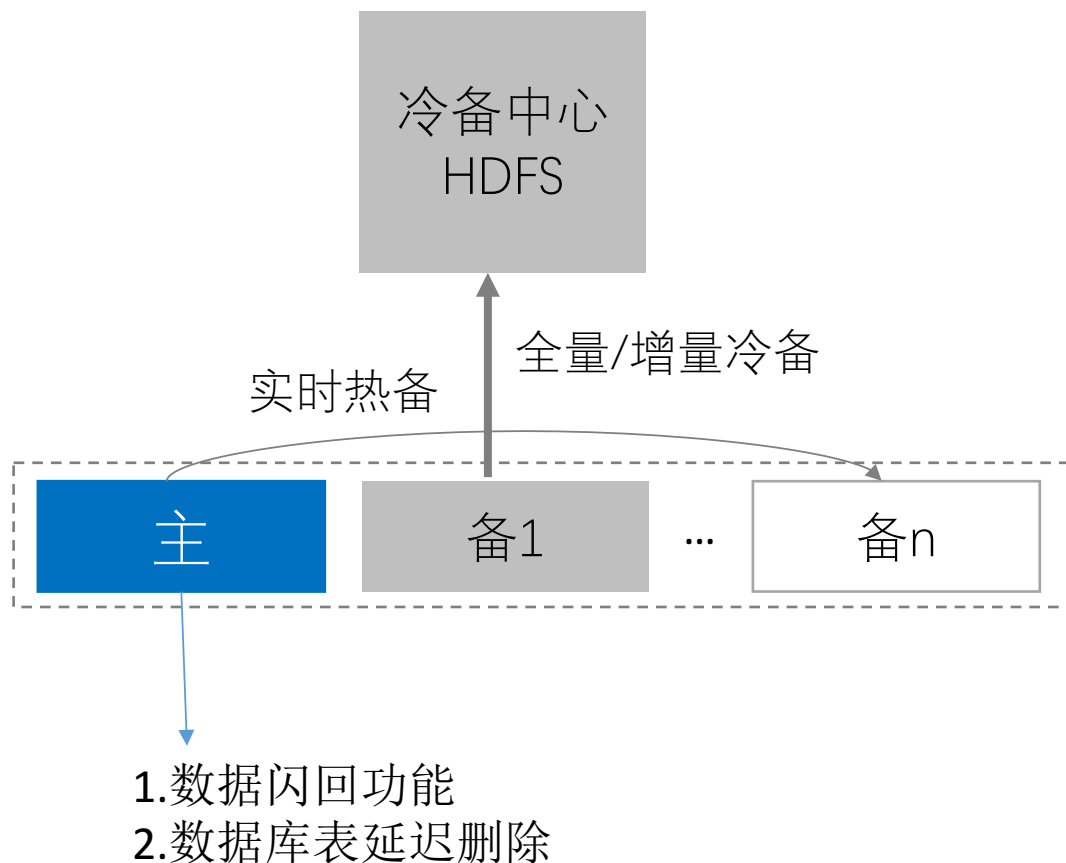 冷备中心
HDFS
全量/增量冷备
实时热备
主
备1
...
备n
1.数据闪回功能
2.数据库表延迟删除